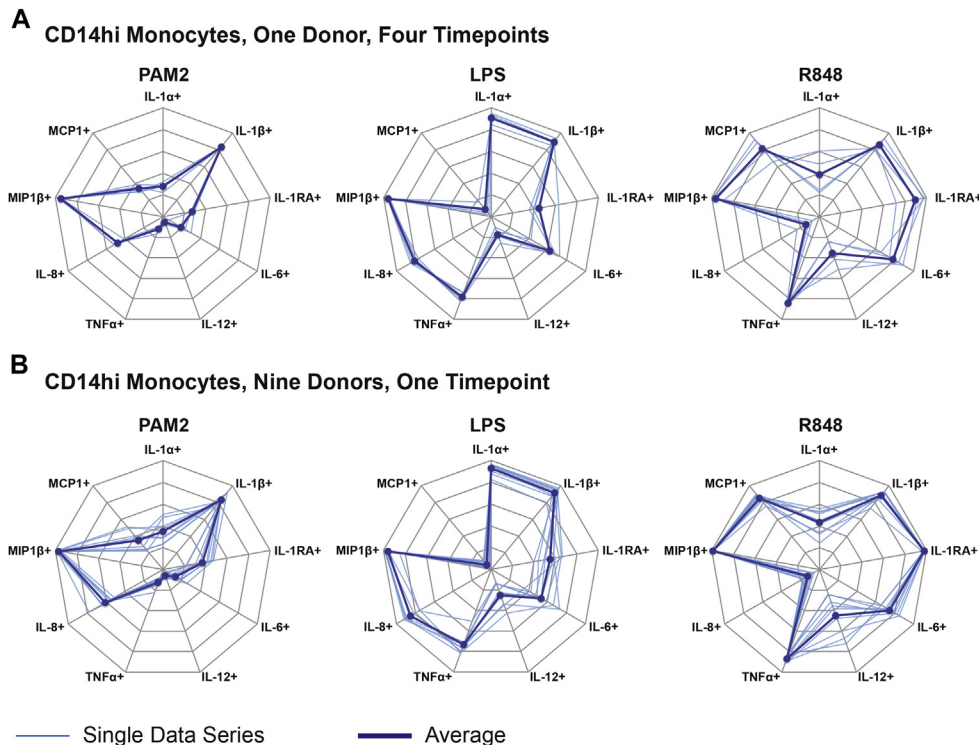 A
CD14hi Monocytes, One Donor, Four Timepoints
PAM2
IL-1α+
IL-1β+
IL-1RA+
IL-6+
IL-12+
TNFα+
IL-8+
MIP1β+
MCP1+
LPS
IL-1α+
IL-1β+
IL-1RA+
IL-6+
IL-12+
TNFα+
IL-8+
MIP1β+
MCP1+
R848
IL-1α+
IL-1β+
IL-1RA+
IL-6+
IL-12+
TNFα+
IL-8+
MIP1β+
MCP1+
B
CD14hi Monocytes, Nine Donors, One Timepoint
PAM2
IL-1α+
IL-1β+
IL-1RA+
IL-6+
IL-12+
TNFα+
IL-8+
MIP1β+
MCP1+
LPS
IL-1α+
IL-1β+
IL-1RA+
IL-6+
IL-12+
TNFα+
IL-8+
MIP1β+
MCP1+
R848
IL-1α+
IL-1β+
IL-1RA+
IL-6+
IL-12+
TNFα+
IL-8+
MIP1β+
MCP1+
Single Data Series
Average